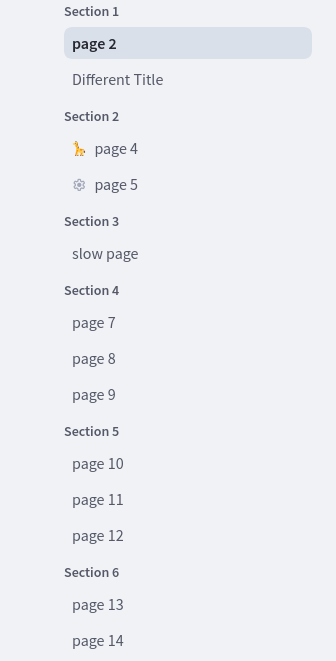 Section 1
page 2
Different Title
Section 2
🦒 page 4
⚙️ page 5
Section 3
slow page
Section 4
page 7
page 8
page 9
Section 5
page 10
page 11
page 12
Section 6
page 13
page 14